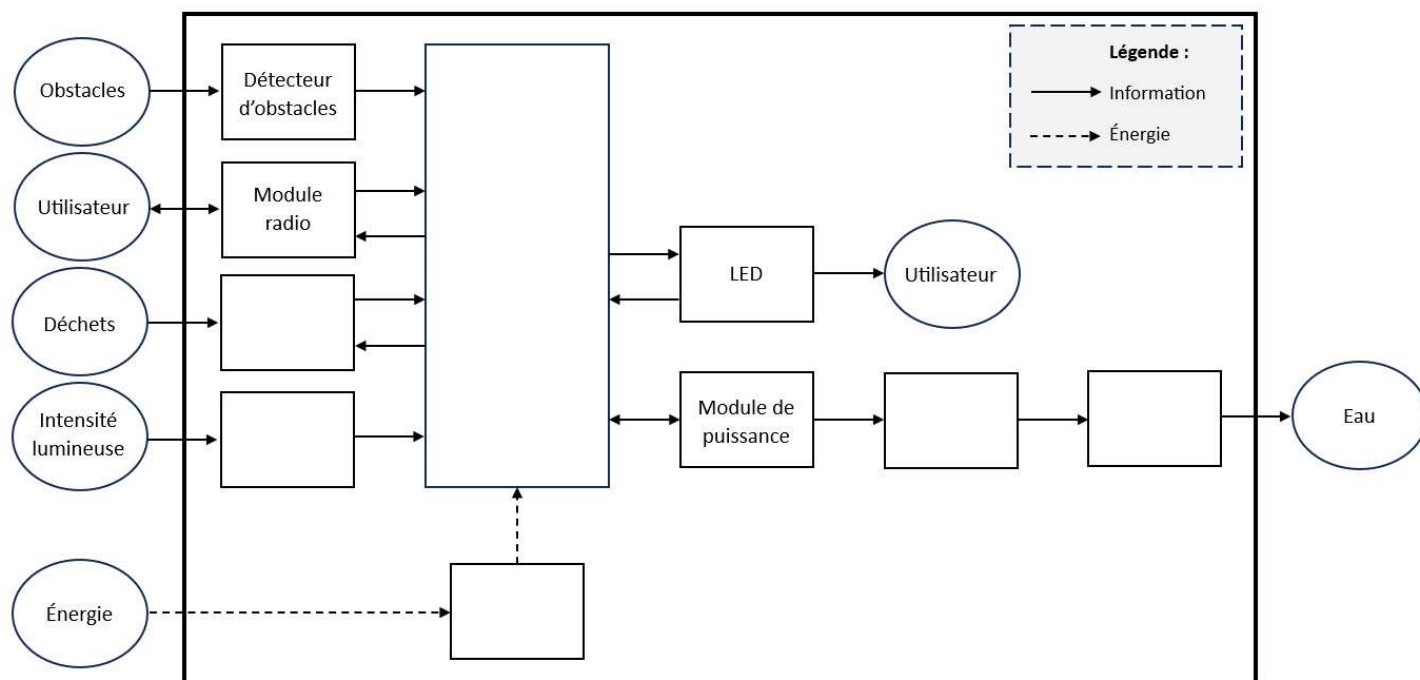 Légende :
Information
Énergie
Obstacles
Détecteur
d'obstacles
Utilisateur
Module
radio
LED
Utilisateur
Déchets
Intensité
lumineuse
Module de
puissance
Eau
Énergie